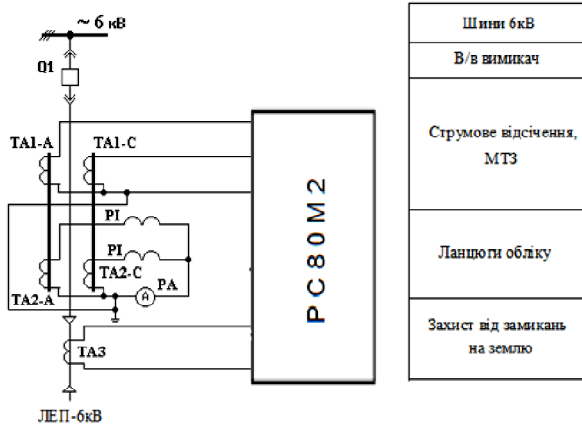 ~ 6 кВ
Q1
TA1-A
TA1-C
PI
PI
TA2-C
PA
A
TA2-A
TA3
ЛЕП-6кВ
РС80М2
Шини 6кВ
В/в вимикач
Струмове відсічення,
МТЗ
Ланцюги обліку
Захист від замикань
на землю